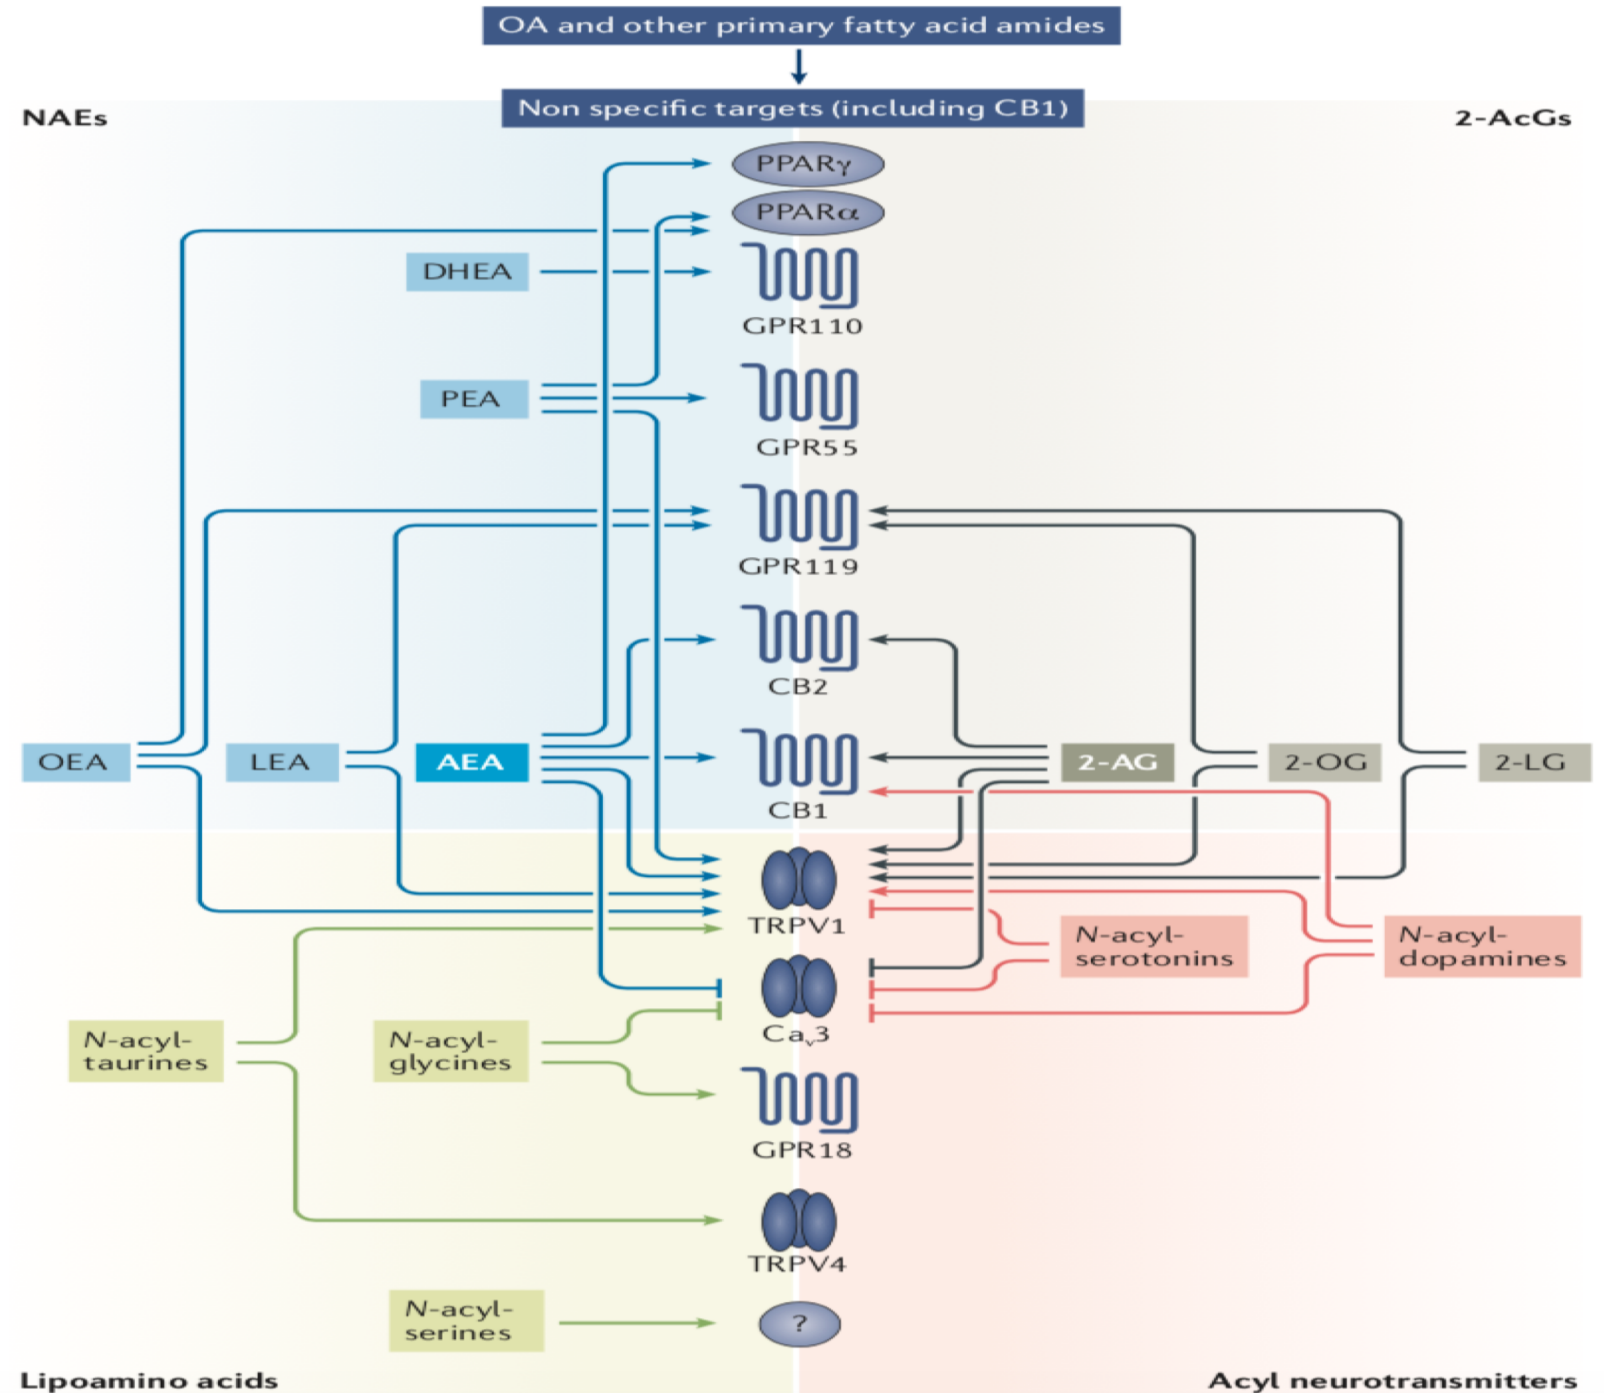 OA and other primary fatty acid amides
Non specific targets (including CB1)
NAEs
2-AcGs
PPARγ
PPARα
DHEA
GPR110
PEA
GPR55
GPR119
CB2
OEA
LEA
AEA
2-AG
2-OG
2-LG
CB1
TRPV1
N-acyl-
serotonins
N-acyl-
dopamines
Cav3
N-acyl-
taurines
N-acyl-
glycines
GPR18
TRPV4
N-acyl-
serines
?
Lipoamino acids
Acyl neurotransmitters